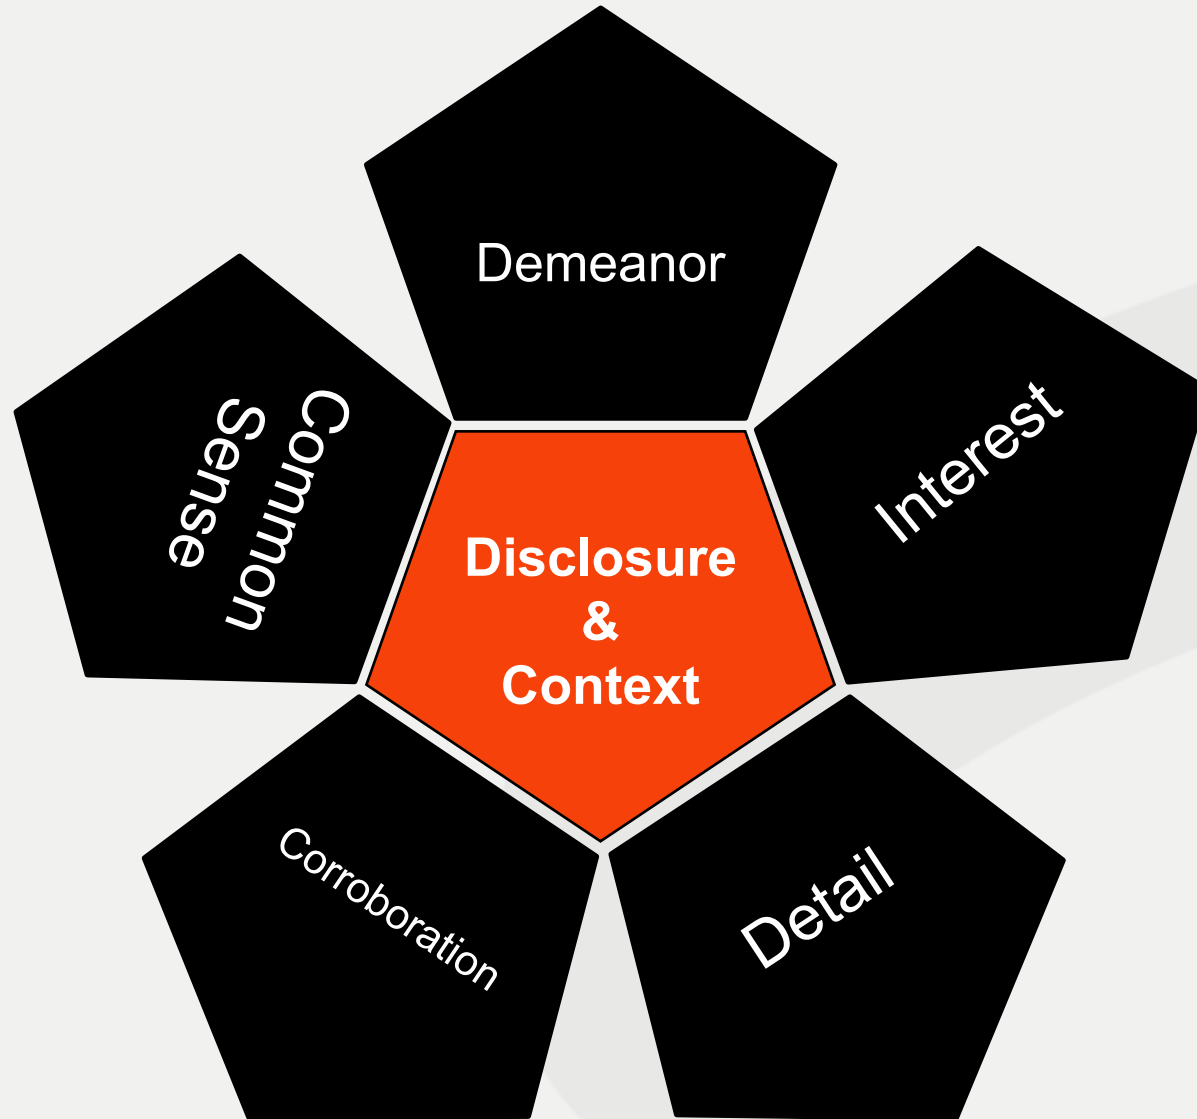 Demeanor
Interest
Common
Sense
Disclosure
&
Context
Corroboration
Detail